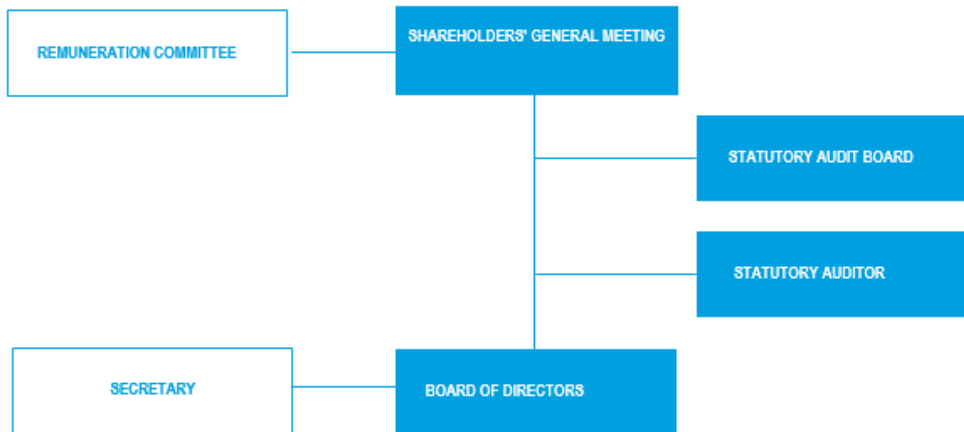 REMUNERATION COMMITTEE
SHAREHOLDERS' GENERAL MEETING
STATUTORY AUDIT BOARD
STATUTORY AUDITOR
SECRETARY
BOARD OF DIRECTORS